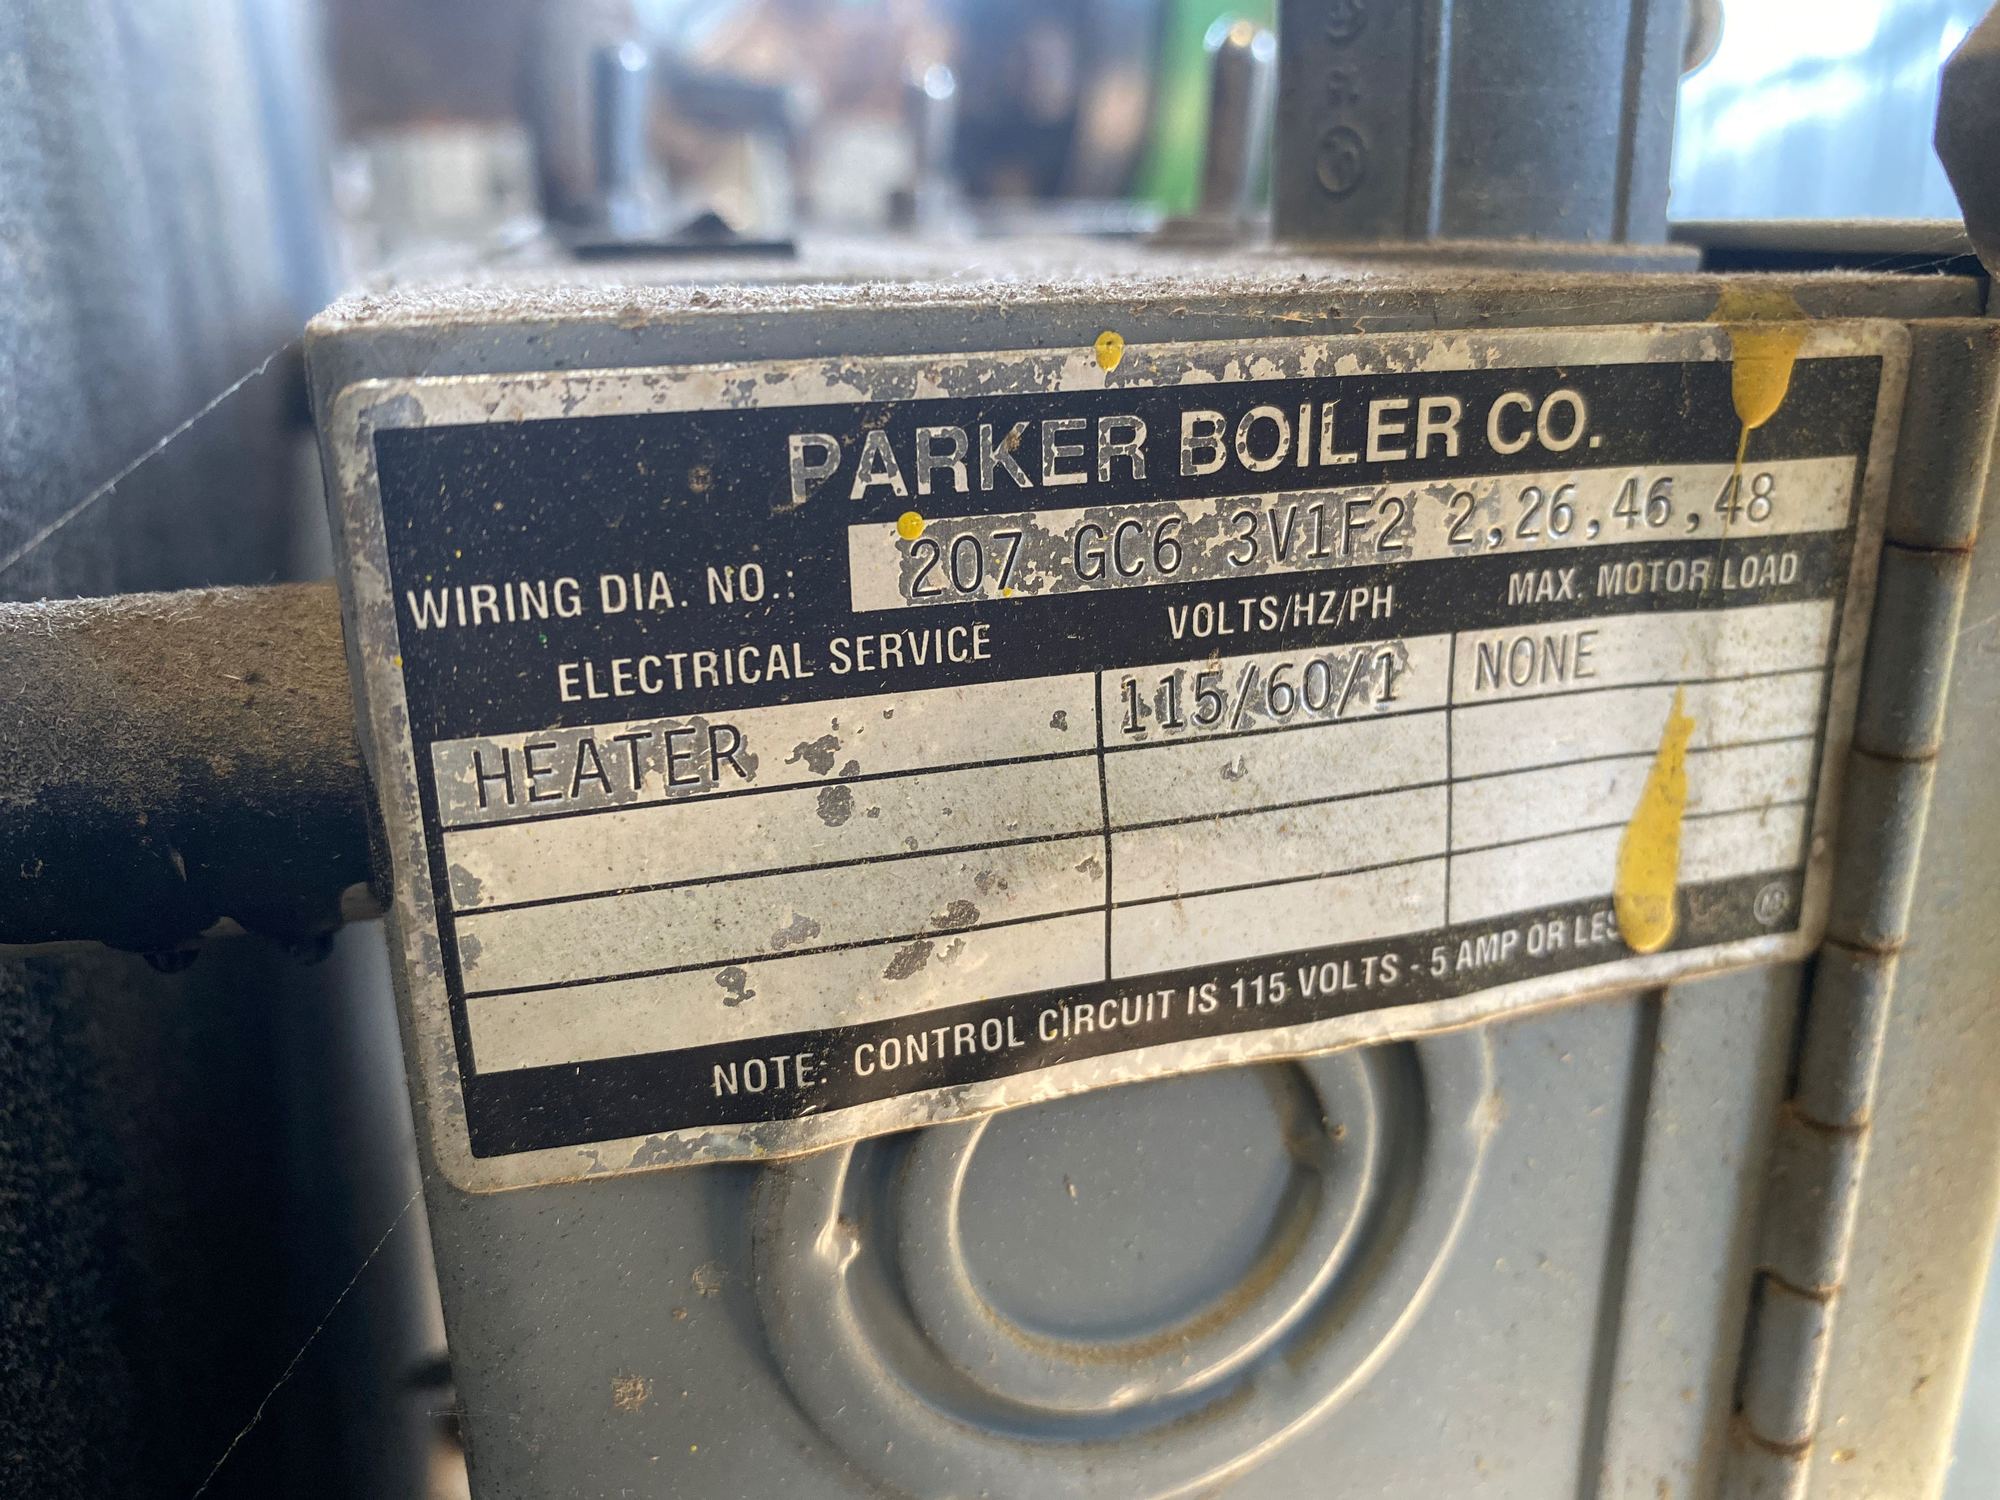 PARKER BOILER CO.
WIRING DIA. NO.: 207 GC6 3V1F2 2,26,46,48
ELECTRICAL SERVICE VOLTS/HZ/PH MAX. MOTOR LOAD
HEATER 115/60/1 NONE
NOTE: CONTROL CIRCUIT IS 115 VOLTS - 5 AMP OR LES